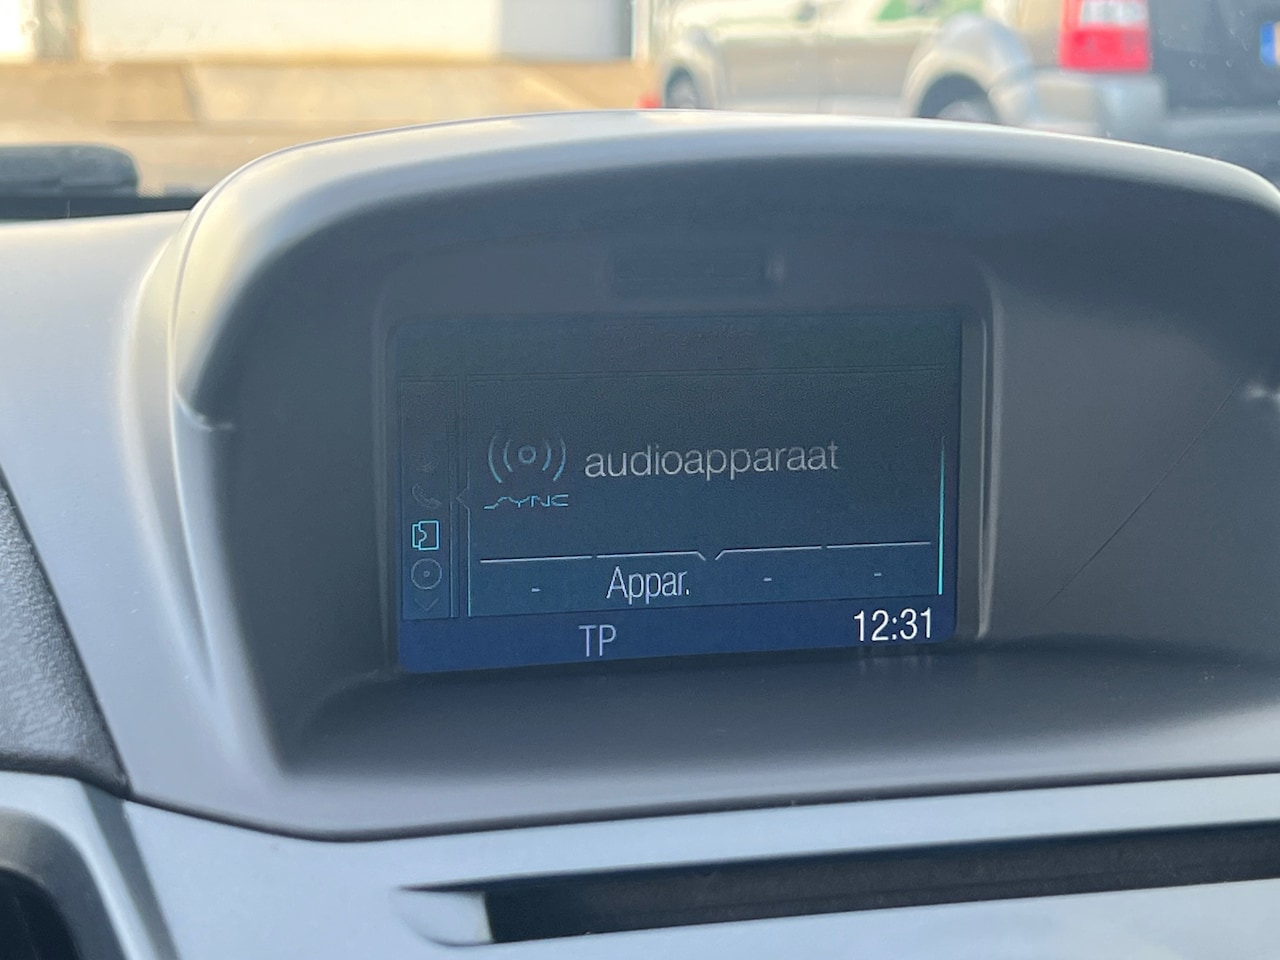 audioapparaat
SYNC
- Appar. - -
TP 12:31